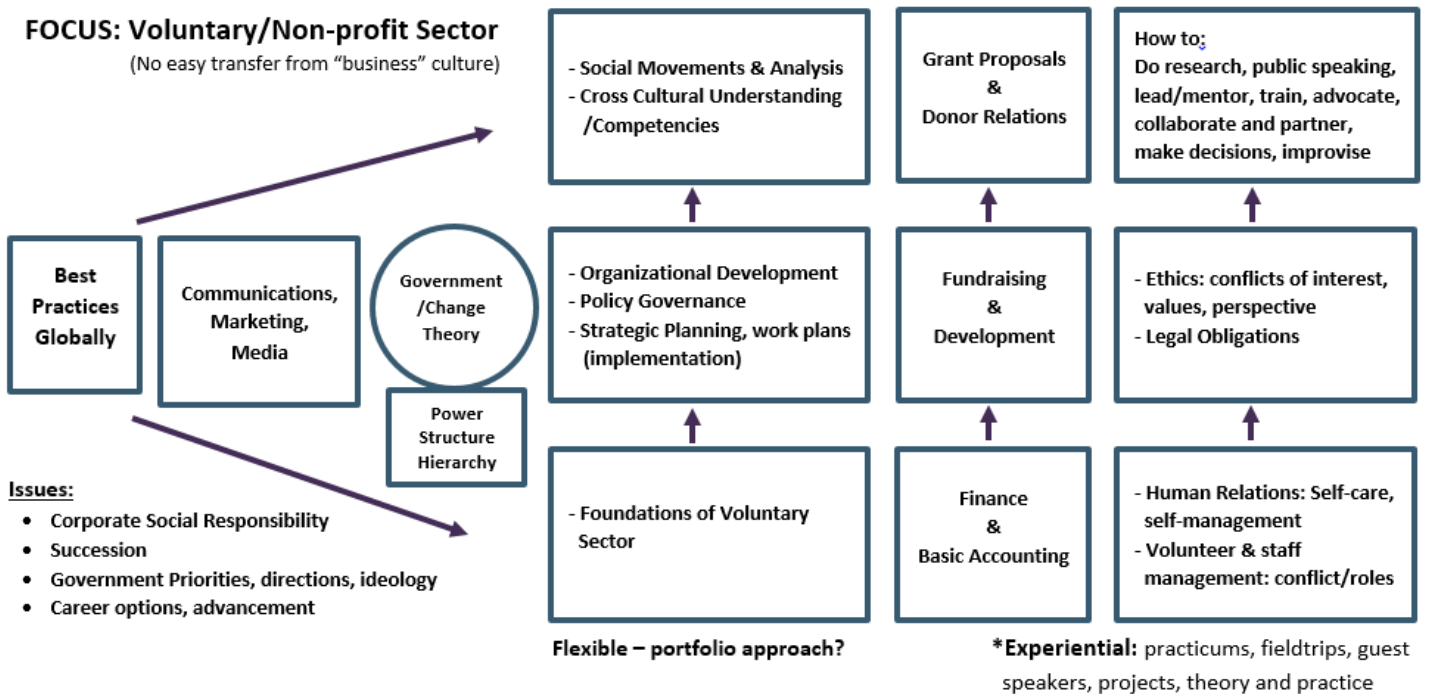 FOCUS: Voluntary/Non-profit Sector
(No easy transfer from “business” culture)
- Social Movements & Analysis
- Cross Cultural Understanding
/Competencies
Grant Proposals
&
Donor Relations
How to:
Do research, public speaking,
lead/mentor, train, advocate,
collaborate and partner,
make decisions, improvise
Best
Practices
Globally
Communications,
Marketing,
Media
Government
/Change
Theory
Power
Structure
Hierarchy
- Organizational Development
- Policy Governance
- Strategic Planning, work plans
(implementation)
Fundraising
&
Development
- Ethics: conflicts of interest,
values, perspective
- Legal Obligations
Issues:
• Corporate Social Responsibility
• Succession
• Government Priorities, directions, ideology
• Career options, advancement
- Foundations of Voluntary
Sector
Finance
&
Basic Accounting
- Human Relations: Self-care,
self-management
- Volunteer & staff
management: conflict/roles
Flexible – portfolio approach?
*Experiential: practicums, fieldtrips, guest
speakers, projects, theory and practice